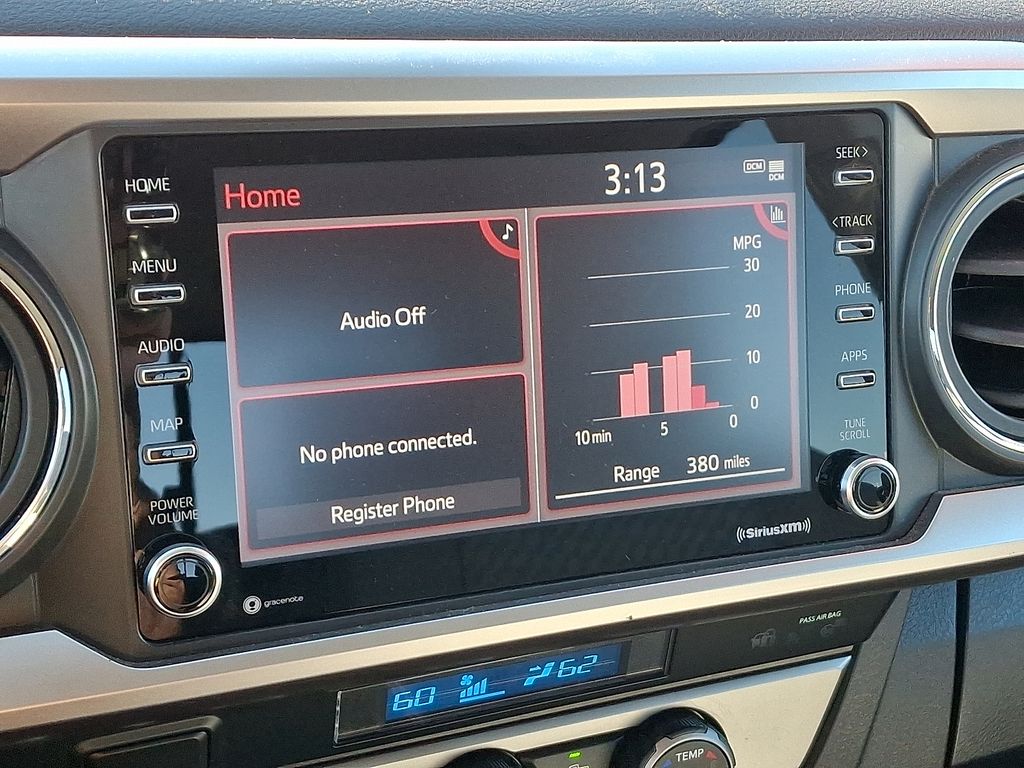 HOME
MENU
AUDIO
MAP
POWER
VOLUME
gracenote
Home
3:13
DCM
DCM
Audio Off
No phone connected.
Register Phone
MPG
30
20
10
0
10 min
5
0
Range 380 miles
((SiriusXM))
SEEK>
<TRACK
PHONE
APPS
TUNE
SCROLL
PASS AIR BAG
60
62
TEMP